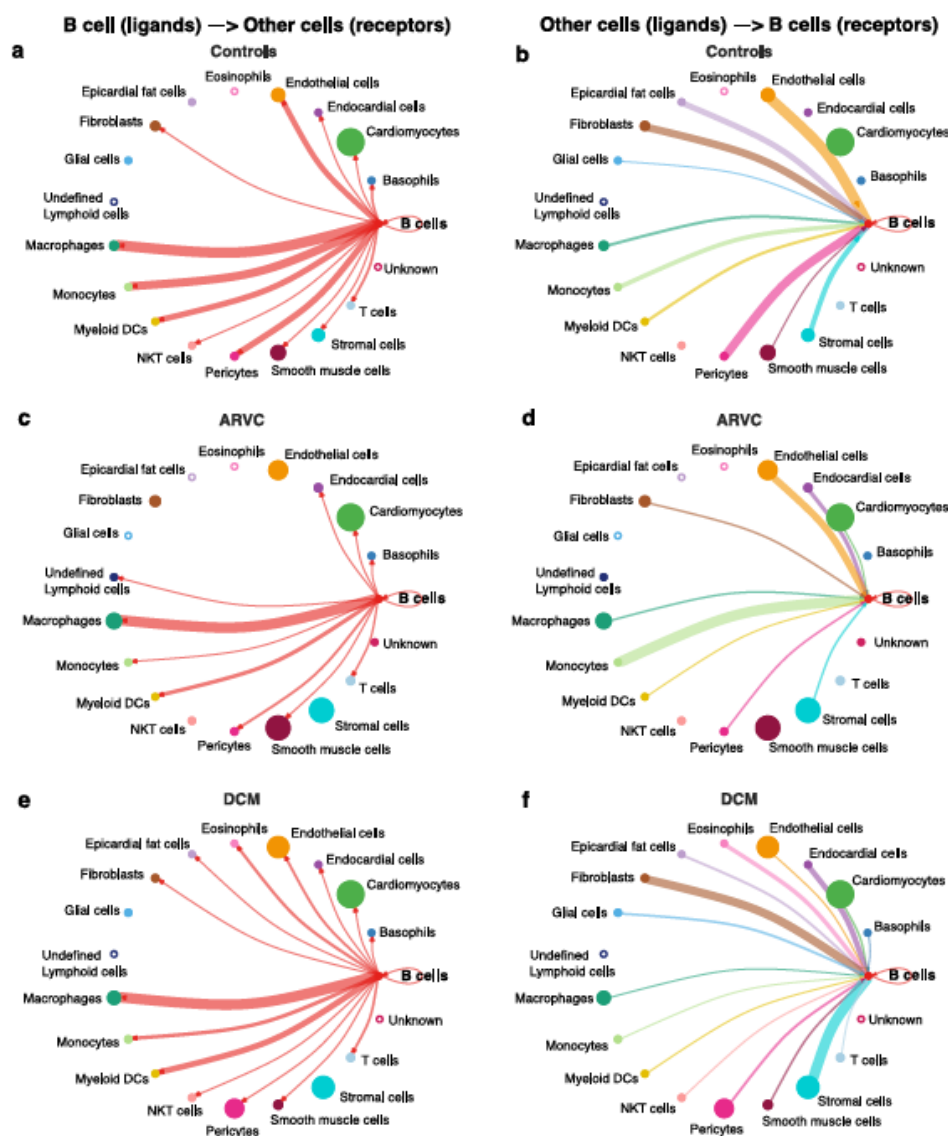 B cell (ligands) —> Other cells (receptors)
Other cells (ligands) —> B cells (receptors)
a
Controls
Eosinophils
Endothelial cells
Epicardial fat cells
Endocardial cells
Fibroblasts
Cardiomyocytes
Glial cells
Basophils
Undefined
Lymphoid cells
B cells
Macrophages
Unknown
Monocytes
T cells
Myeloid DCs
Stromal cells
NKT cells
Pericytes
Smooth muscle cells
b
Controls
Eosinophils
Endothelial cells
Epicardial fat cells
Endocardial cells
Fibroblasts
Cardiomyocytes
Glial cells
Basophils
Undefined
Lymphoid cells
B cells
Macrophages
Unknown
Monocytes
T cells
Myeloid DCs
Stromal cells
NKT cells
Pericytes
Smooth muscle cells
c
ARVC
Eosinophils
Endothelial cells
Epicardial fat cells
Endocardial cells
Fibroblasts
Cardiomyocytes
Glial cells
Basophils
Undefined
Lymphoid cells
B cells
Macrophages
Unknown
Monocytes
T cells
Myeloid DCs
Stromal cells
NKT cells
Pericytes
Smooth muscle cells
d
ARVC
Eosinophils
Endothelial cells
Epicardial fat cells
Endocardial cells
Fibroblasts
Cardiomyocytes
Glial cells
Basophils
Undefined
Lymphoid cells
B cells
Macrophages
Unknown
Monocytes
T cells
Myeloid DCs
Stromal cells
NKT cells
Pericytes
Smooth muscle cells
e
DCM
Eosinophils
Endothelial cells
Epicardial fat cells
Endocardial cells
Fibroblasts
Cardiomyocytes
Glial cells
Basophils
Undefined
Lymphoid cells
B cells
Macrophages
Unknown
Monocytes
T cells
Myeloid DCs
Stromal cells
NKT cells
Pericytes
Smooth muscle cells
f
DCM
Eosinophils
Endothelial cells
Epicardial fat cells
Endocardial cells
Fibroblasts
Cardiomyocytes
Glial cells
Basophils
Undefined
Lymphoid cells
B cells
Macrophages
Unknown
Monocytes
T cells
Myeloid DCs
Stromal cells
NKT cells
Pericytes
Smooth muscle cells